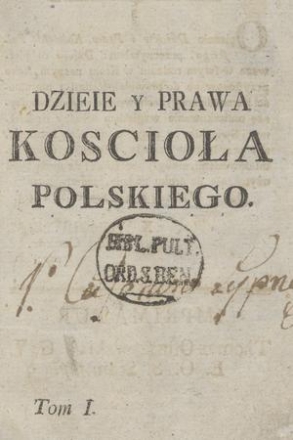 DZIEIE Y PRAWA
KOSCIOŁA
POLSKIEGO.
BIBL. PULT.
ORD. S. BEN.
Tom I.